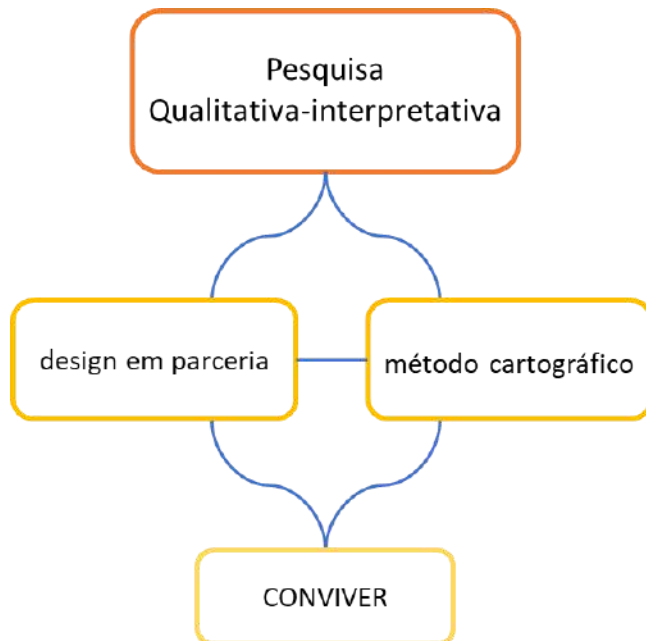 Pesquisa
Qualitativa-interpretativa
design em parceria
método cartográfico
CONVIVER